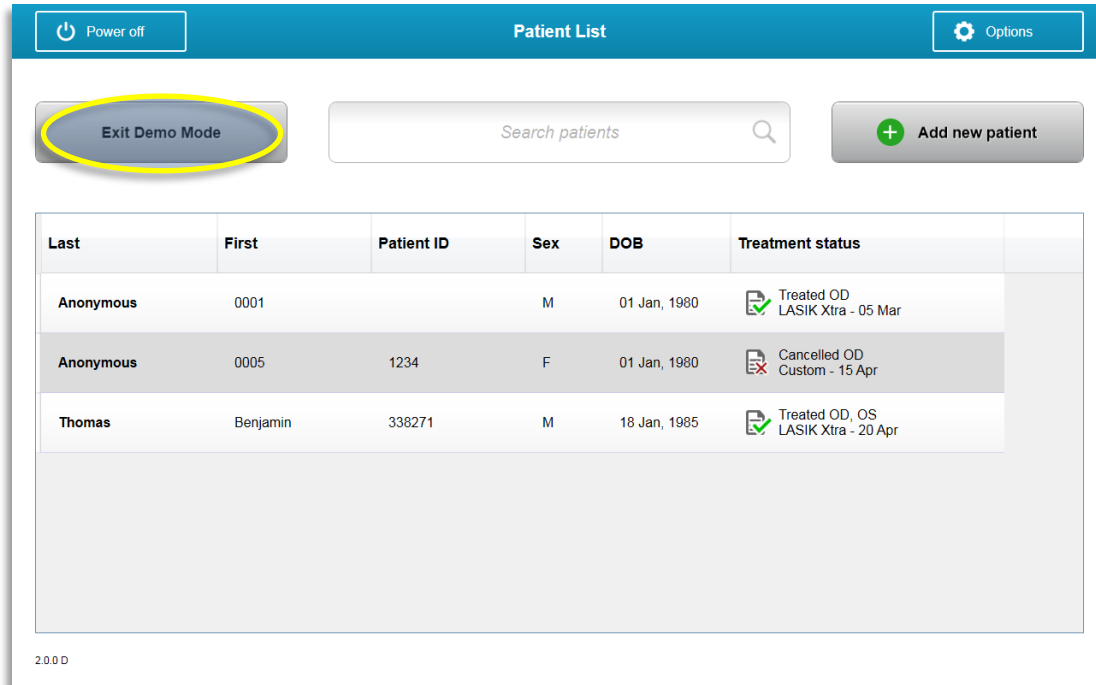 Power off
Patient List
Options
Exit Demo Mode
Search patients
Add new patient
Last First Patient ID Sex DOB Treatment status
Anonymous 0001 M 01 Jan, 1980 Treated OD
LASIK Xtra - 05 Mar
Anonymous 0005 1234 F 01 Jan, 1980 Cancelled OD
Custom - 15 Apr
Thomas Benjamin 338271 M 18 Jan, 1985 Treated OD, OS
LASIK Xtra - 20 Apr
2.0.0 D